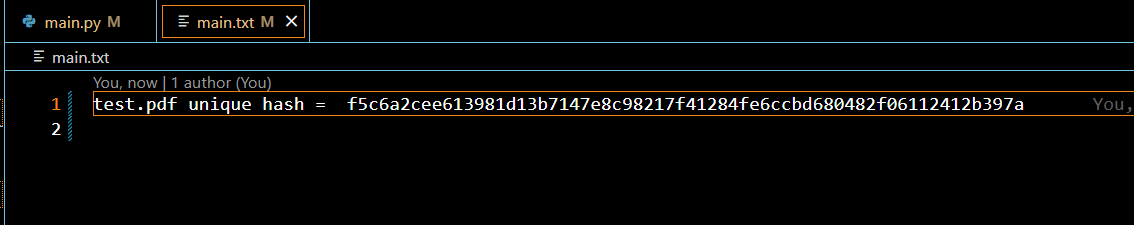 main.py M
main.txt M
main.txt
You, now | 1 author (You)
1 test.pdf unique hash =  f5c6a2cee613981d13b7147e8c98217f41284fe6ccbd680482f06112412b397a You,
2